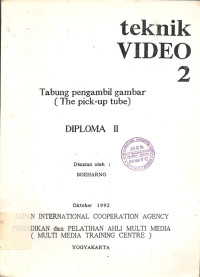 teknik
VIDEO
2
Tabung pengambil gambar
( The pick-up tube)
DIPLOMA II
Disusun oleh :
SOEHARNO
Oktober 1992
JAPAN INTERNATIONAL COOPERATION AGENCY
PENDIDIKAN dan PELATIHAN AHLI MULTI MEDIA
( MULTI MEDIA TRAINING CENTRE )
YOGYAKARTA